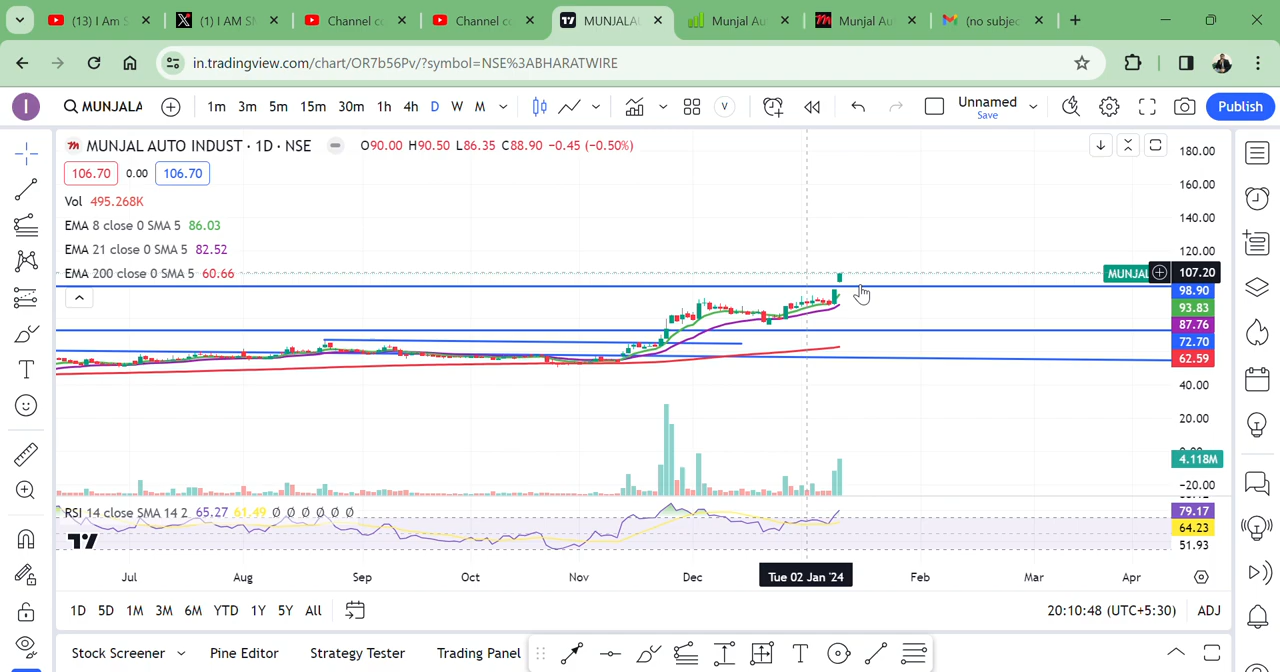 (13) I Am S
(1) I AM SM
Channel co
Channel cc
MUNJALA
Munjal Au
Munjal Au
(no subjec
in.tradingview.com/chart/OR7b56Pv/?symbol=NSE%3ABHARATWIRE
I
MUNJALA
1m 3m 5m 15m 30m 1h 4h D W M
V
Unnamed
Save
Publish
MUNJAL AUTO INDUST · 1D · NSE
O90.00 H90.50 L86.35 C88.90 −0.45 (−0.50%)
106.70 0.00 106.70
Vol 495.268K
EMA 8 close 0 SMA 5 86.03
EMA 21 close 0 SMA 5 82.52
EMA 200 close 0 SMA 5 60.66
180.00
160.00
140.00
120.00
MUNJAL 107.20
98.90
93.83
87.76
72.70
62.59
40.00
20.00
4.118M
−20.00
RSI 14 close SMA 14 2 65.27 61.49 0 0 0 0 0 0
79.17
64.23
51.93
Jul Aug Sep Oct Nov Dec Tue 02 Jan '24 Feb Mar Apr
1D 5D 1M 3M 6M YTD 1Y 5Y All
20:10:48 (UTC+5:30) ADJ
Stock Screener Pine Editor Strategy Tester Trading Panel